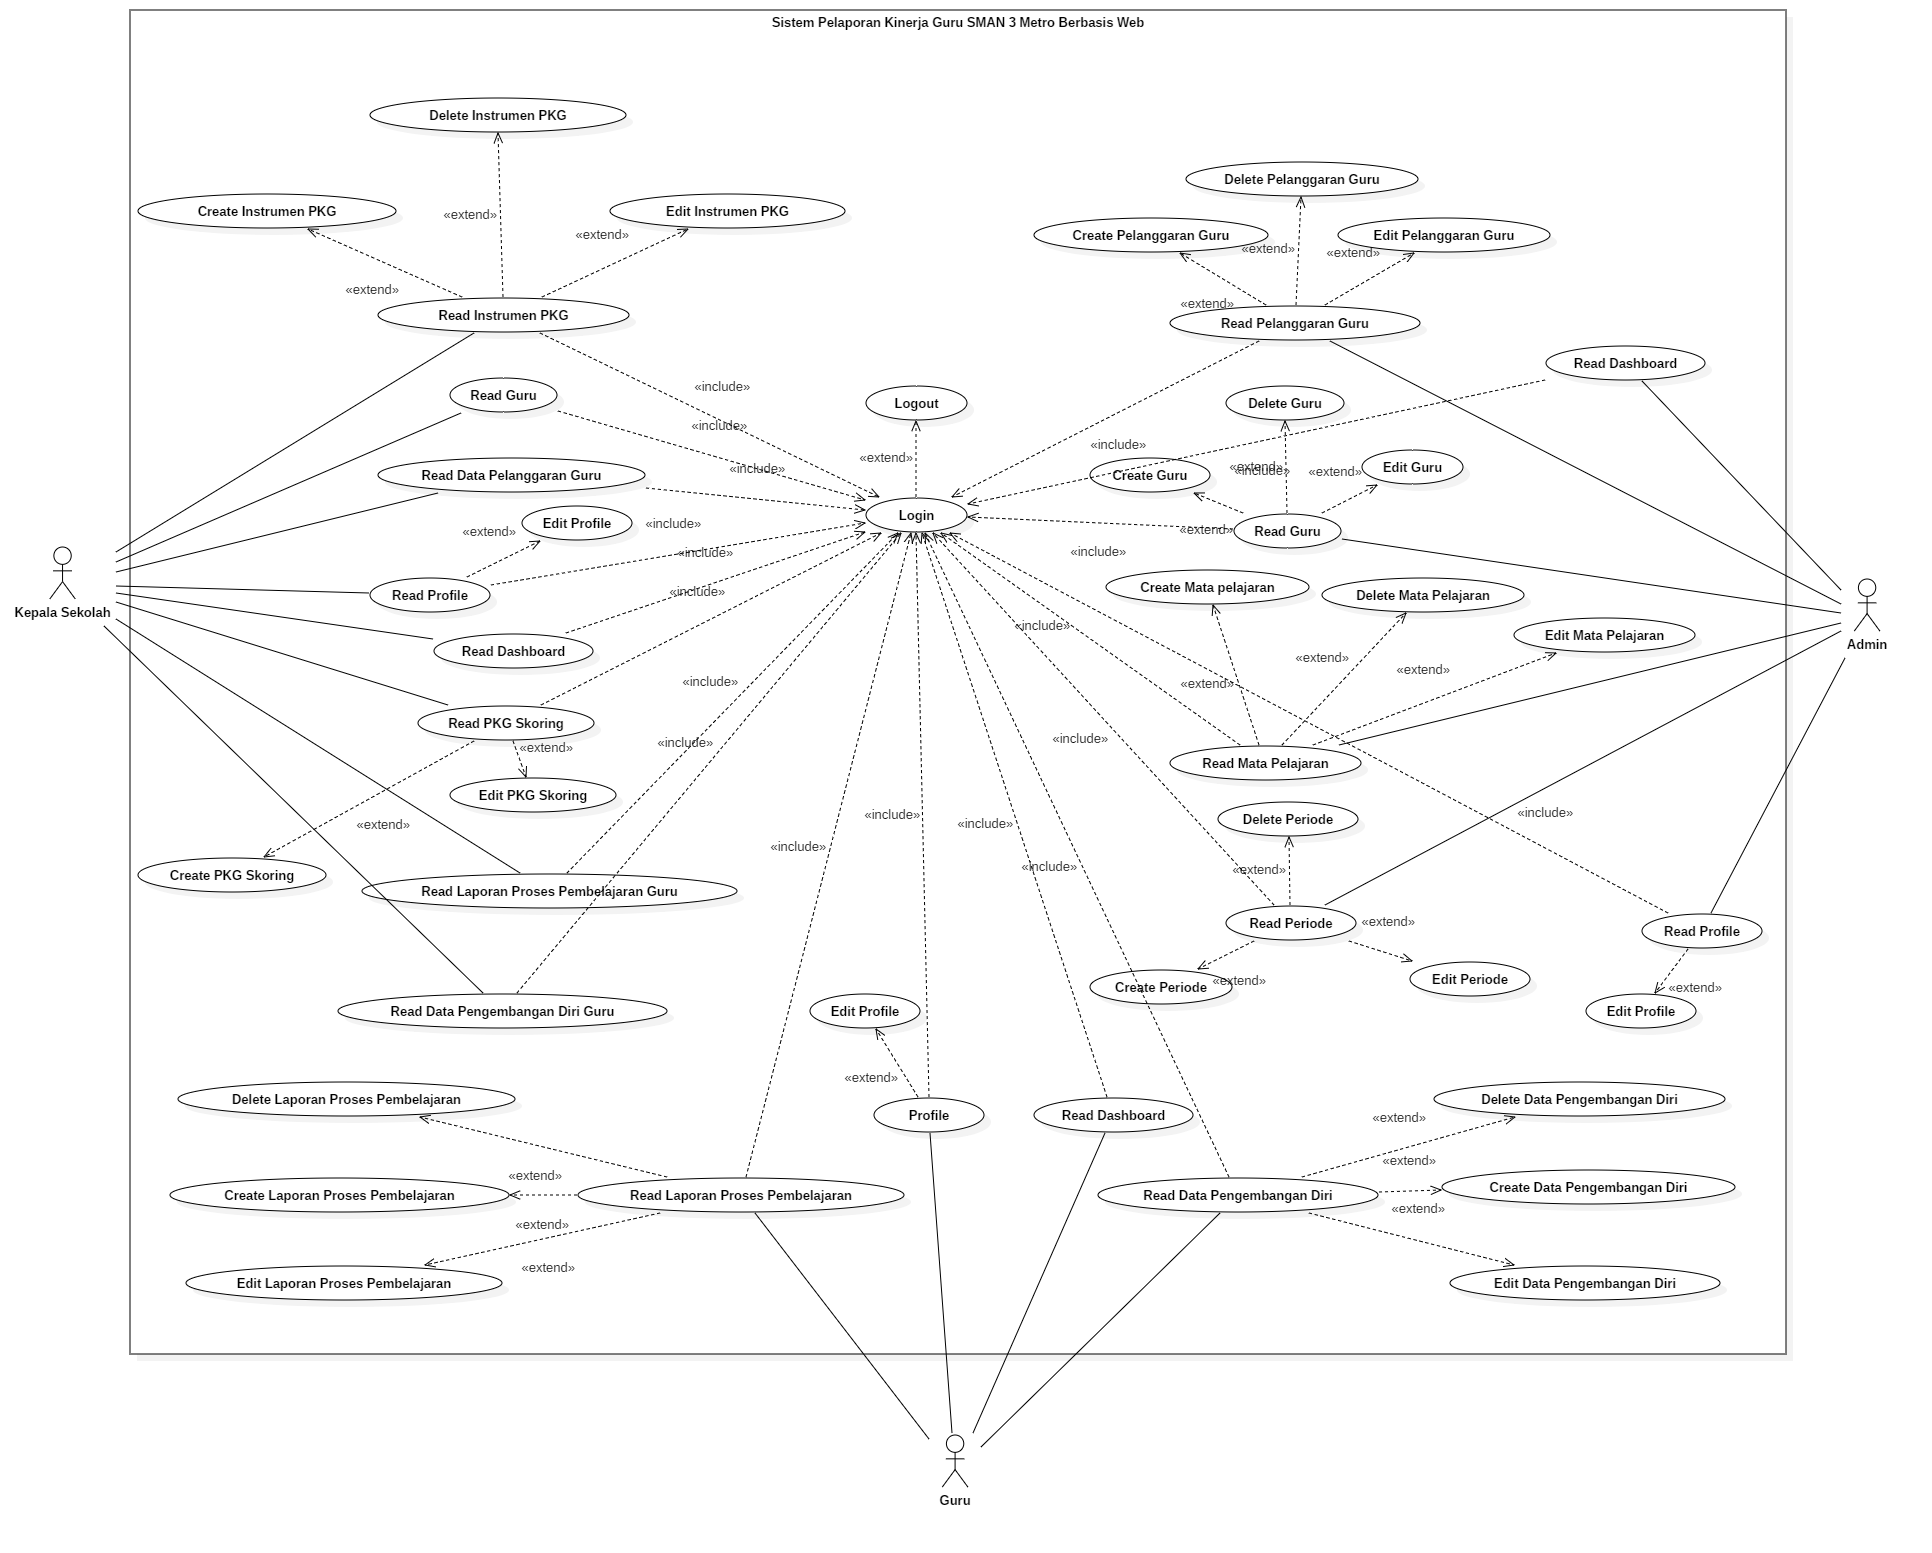 Sistem Pelaporan Kinerja Guru SMAN 3 Metro Berbasis Web
Delete Instrumen PKG
Delete Pelanggaran Guru
Create Instrumen PKG
«extend»
Edit Instrumen PKG
«extend»
Create Pelanggaran Guru
«extend»
Edit Pelanggaran Guru
«extend»
«extend»
Read Instrumen PKG
«extend»
Read Pelanggaran Guru
Read Dashboard
«include»
Read Guru
Logout
Delete Guru
«include»
«include»
«extend»
«include»
Read Data Pelanggaran Guru
Create Guru
«extend»
«include»
«extend»
Edit Guru
Login
«extend»
Edit Profile
«include»
«extend»
Read Guru
«include»
«include»
Kepala Sekolah
Read Profile
«include»
Create Mata pelajaran
Delete Mata Pelajaran
«include»
Edit Mata Pelajaran
Admin
Read Dashboard
«include»
«extend»
«extend»
«extend»
Read PKG Skoring
«extend»
«include»
«include»
Read Mata Pelajaran
Edit PKG Skoring
«extend»
«include»
«include»
«include»
Delete Periode
«include»
«include»
«include»
«extend»
Create PKG Skoring
Read Laporan Proses Pembelajaran Guru
Read Periode
«extend»
Read Profile
Create Periode
«extend»
Edit Periode
«extend»
Read Data Pengembangan Diri Guru
Edit Profile
Edit Profile
«extend»
Delete Laporan Proses Pembelajaran
Profile
Read Dashboard
«extend»
Delete Data Pengembangan Diri
«extend»
«extend»
Create Laporan Proses Pembelajaran
Read Laporan Proses Pembelajaran
Read Data Pengembangan Diri
Create Data Pengembangan Diri
«extend»
«extend»
«extend»
Edit Laporan Proses Pembelajaran
Edit Data Pengembangan Diri
Guru